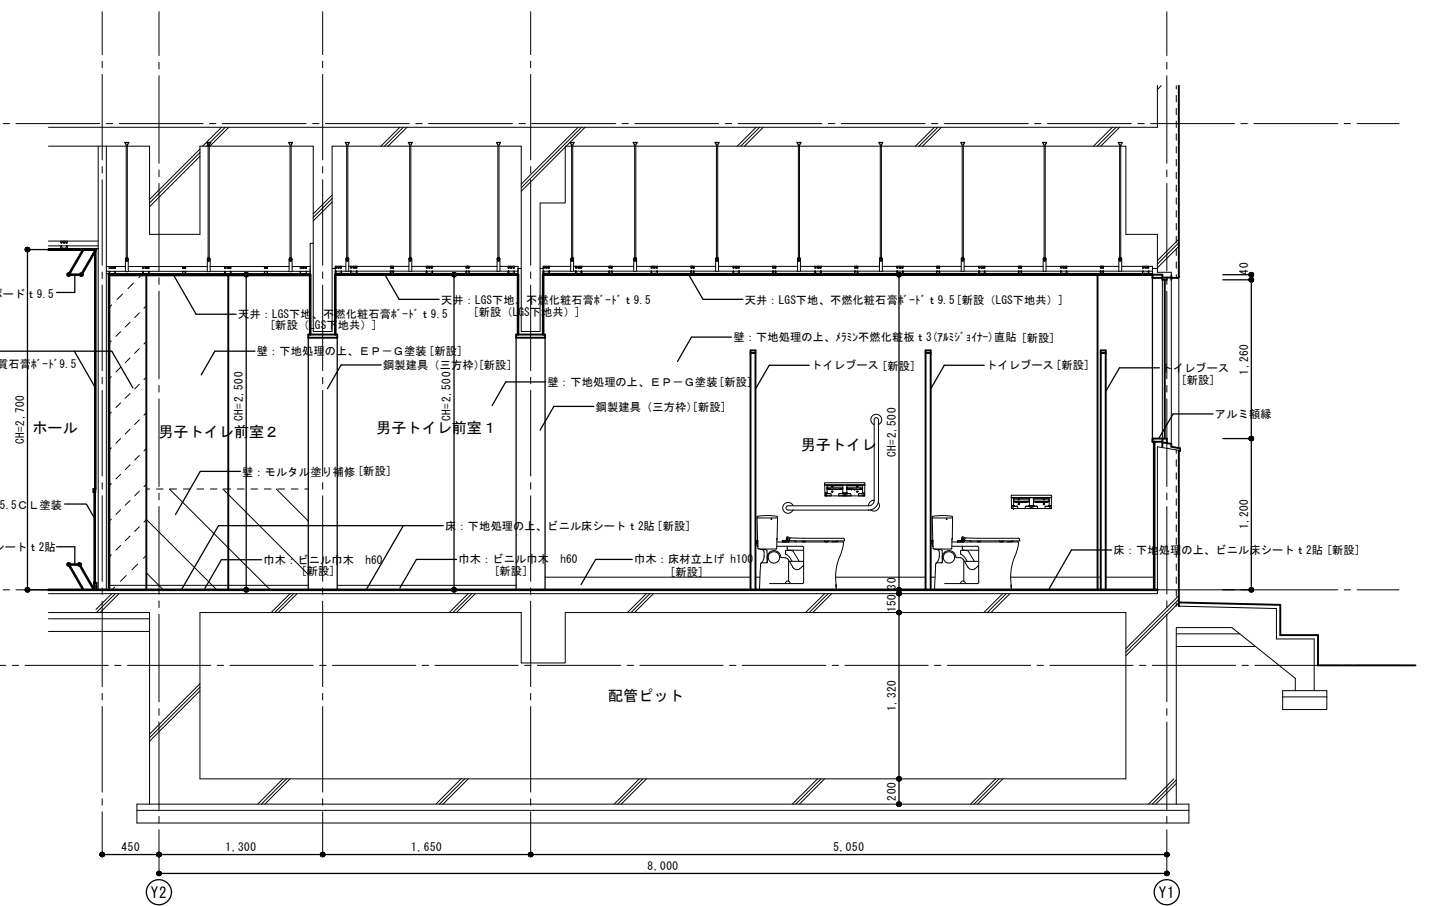 40
ボード t 9.5
天井：LGS下地、不燃化粧石膏ボード t 9.5
[新設（LGS下地共）]
天井：LGS下地、不燃化粧石膏ボード t 9.5
[新設（LGS下地共）]
天井：LGS下地、不燃化粧石膏ボード t 9.5 [新設（LGS下地共）]
壁：下地処理の上、メラミン不燃化粧板 t 3(アルミジョイナー)直貼 [新設]
壁：下地処理の上、ＥＰ－Ｇ塗装 [新設]
質石膏ボード 9.5
鋼製建具（三方枠）[新設]
トイレブース [新設]
トイレブース [新設]
トイレブース
[新設]
1,260
壁：下地処理の上、ＥＰ－Ｇ塗装 [新設]
CH=2,500
CH=2,500
鋼製建具（三方枠）[新設]
アルミ額縁
CH=2,700
ホール
男子トイレ前室２
男子トイレ前室１
男子トイレ
CH=2,500
壁：モルタル塗り補修 [新設]
5.5ＣＬ塗装
1,200
床：下地処理の上、ビニル床シート t 2貼 [新設]
シート t 2貼
床：下地処理の上、ビニル床シート t 2貼 [新設]
巾木：ビニル巾木　h60
[新設]
巾木：ビニル巾木　h60
[新設]
巾木：床材立上げ h100
[新設]
30
150
1,320
配管ピット
200
450
1,300
1,650
5,050
8,000
Y2
Y1